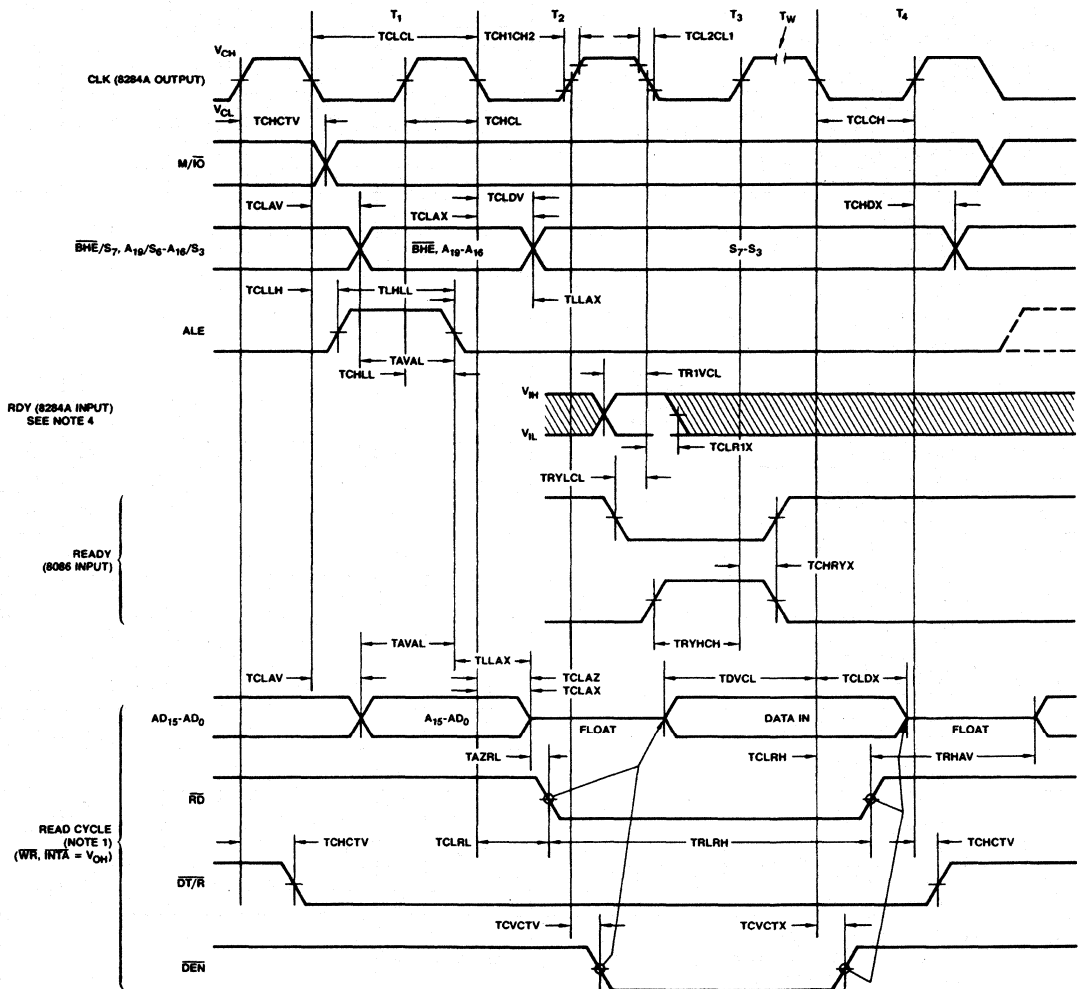 T1 T2 T3 TW T4
TCLCL TCH1CH2 TCL2CL1
VCH
CLK (8284A OUTPUT)
VCL
TCHCTV TCHCL TCLCH
M/IO
TCLAV TCLDV TCHDX
TCLAX
BHE/S7, A19/S6-A16/S3 BHE, A19-A16 S7-S3
TCLLH TLHLL TLLAX
ALE
TAVAL
TCHLL TR1VCL
RDY (8284A INPUT)
SEE NOTE 4
VIH
VIL
TCLR1X
TRYLCL
READY
(8086 INPUT)
TCHRYX
TAVAL TRYHCH
TLLAX
TCLAV TCLAZ TDVCL TCLDX
TCLAX
AD15-AD0 A15-AD0 FLOAT DATA IN FLOAT
TAZRL TCLRH TRHAV
RD
READ CYCLE
(NOTE 1)
(WR, INTA = VOH)
TCHCTV TCLRL TRLRH TCHCTV
DT/R
TCVCTV TCVCTX
DEN